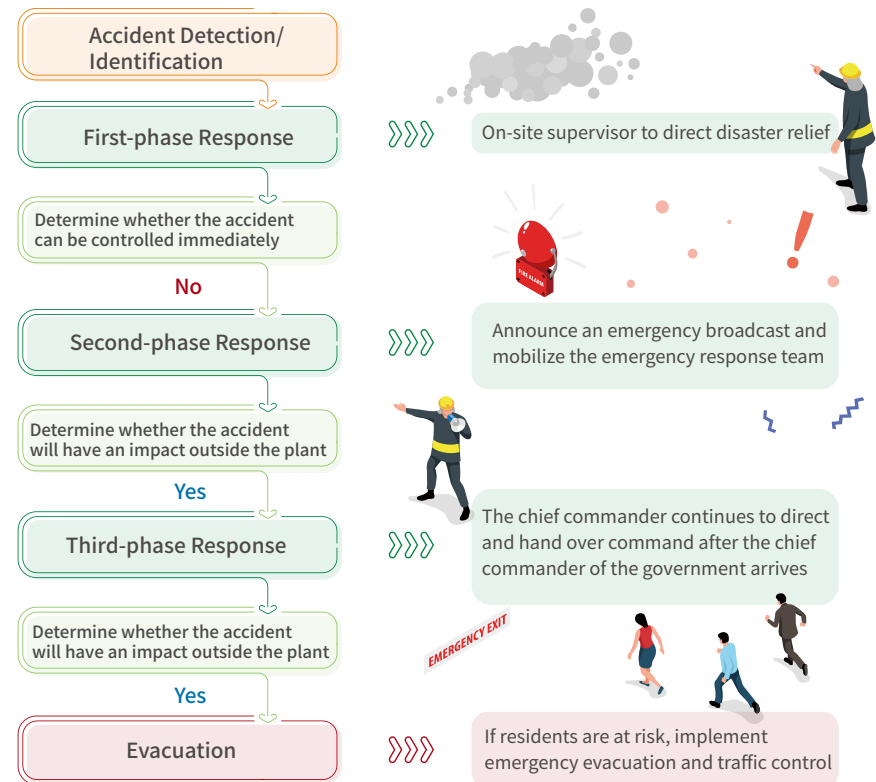 Accident Detection/
Identification
First-phase Response
On-site supervisor to direct disaster relief
Determine whether the accident
can be controlled immediately
FIRE ALARM
No
Second-phase Response
Announce an emergency broadcast and
mobilize the emergency response team
Determine whether the accident
will have an impact outside the plant
Yes
Third-phase Response
The chief commander continues to direct
and hand over command after the chief
commander of the government arrives
Determine whether the accident
will have an impact outside the plant
EMERGENCY EXIT
Yes
Evacuation
If residents are at risk, implement
emergency evacuation and traffic control